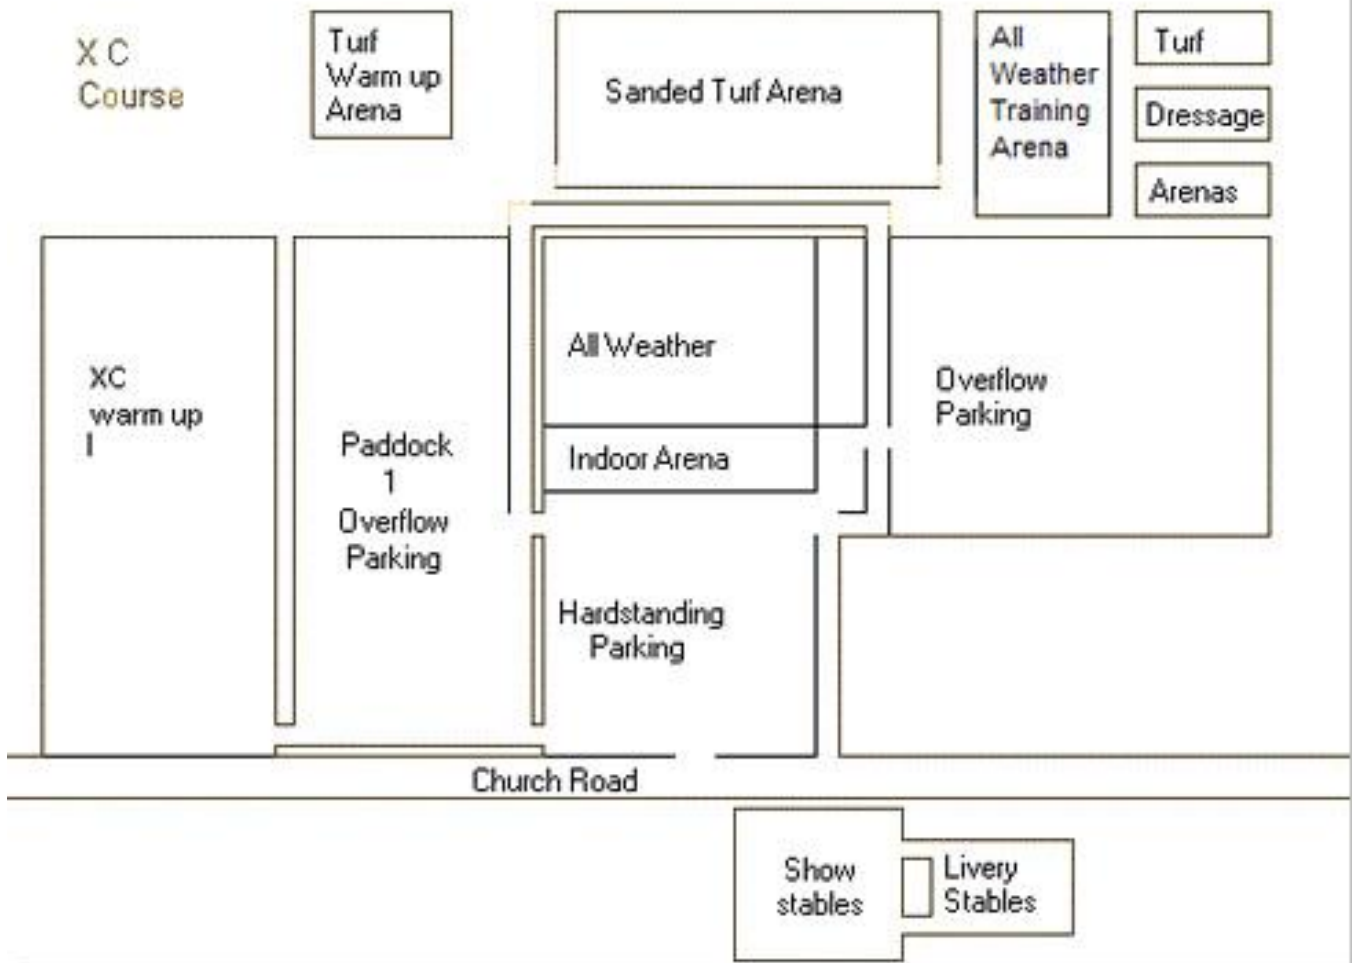 X C
Course
Turf
Warm up
Arena
Sanded Turf Arena
All
Weather
Training
Arena
Turf
Dressage
Arenas
XC
warm up
All Weather
Indoor Arena
Overflow
Parking
Paddock
1
Overflow
Parking
Hardstanding
Parking
Church Road
Show
stables
Livery
Stables